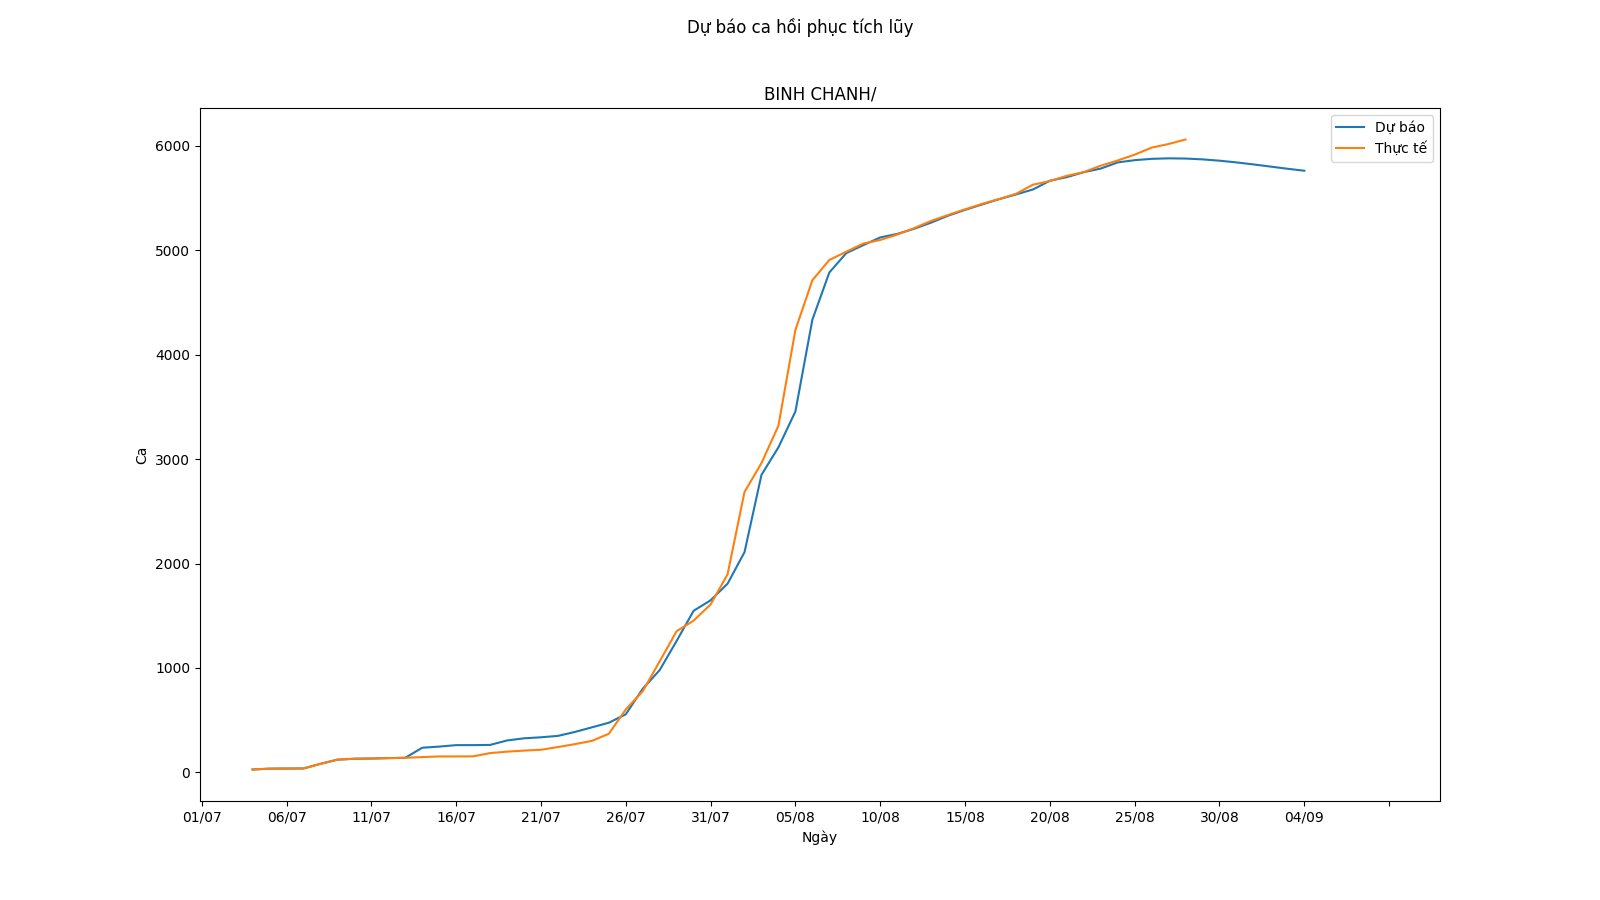 Dự báo ca hồi phục tích lũy
BINH CHANH/
Dự báo
Thực tế
6000
5000
4000
3000
2000
1000
0
Ca
01/07 06/07 11/07 16/07 21/07 26/07 31/07 05/08 10/08 15/08 20/08 25/08 30/08 04/09
Ngày